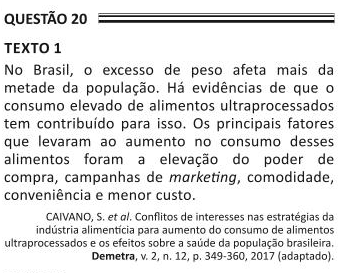 QUESTÃO 20
TEXTO 1
No Brasil, o excesso de peso afeta mais da
metade da população. Há evidências de que o
consumo elevado de alimentos ultraprocessados
tem contribuído para isso. Os principais fatores
que levaram ao aumento no consumo desses
alimentos foram a elevação do poder de
compra, campanhas de marketing, comodidade,
conveniência e menor custo.
CAIVANO, S. et al. Conflitos de interesses nas estratégias da
indústria alimentícia para aumento do consumo de alimentos
ultraprocessados e os efeitos sobre a saúde da população brasileira.
Demetra, v. 2, n. 12, p. 349-360, 2017 (adaptado).